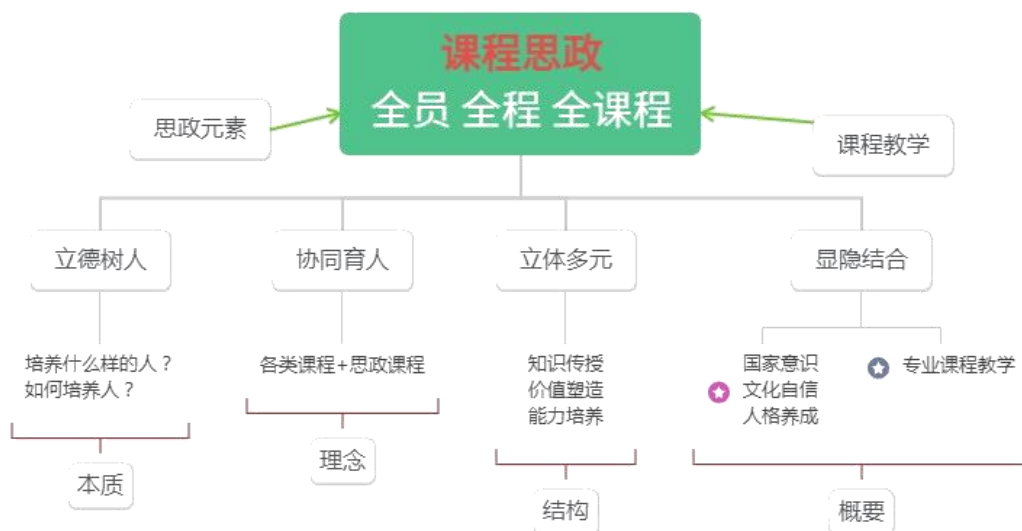 课程思政
全员 全程 全课程
思政元素
课程教学
立德树人
协同育人
立体多元
显隐结合
培养什么样的人？
如何培养人？
各类课程+思政课程
知识传授
价值塑造
能力培养
国家意识
文化自信
人格养成
专业课程教学
本质
理念
结构
概要